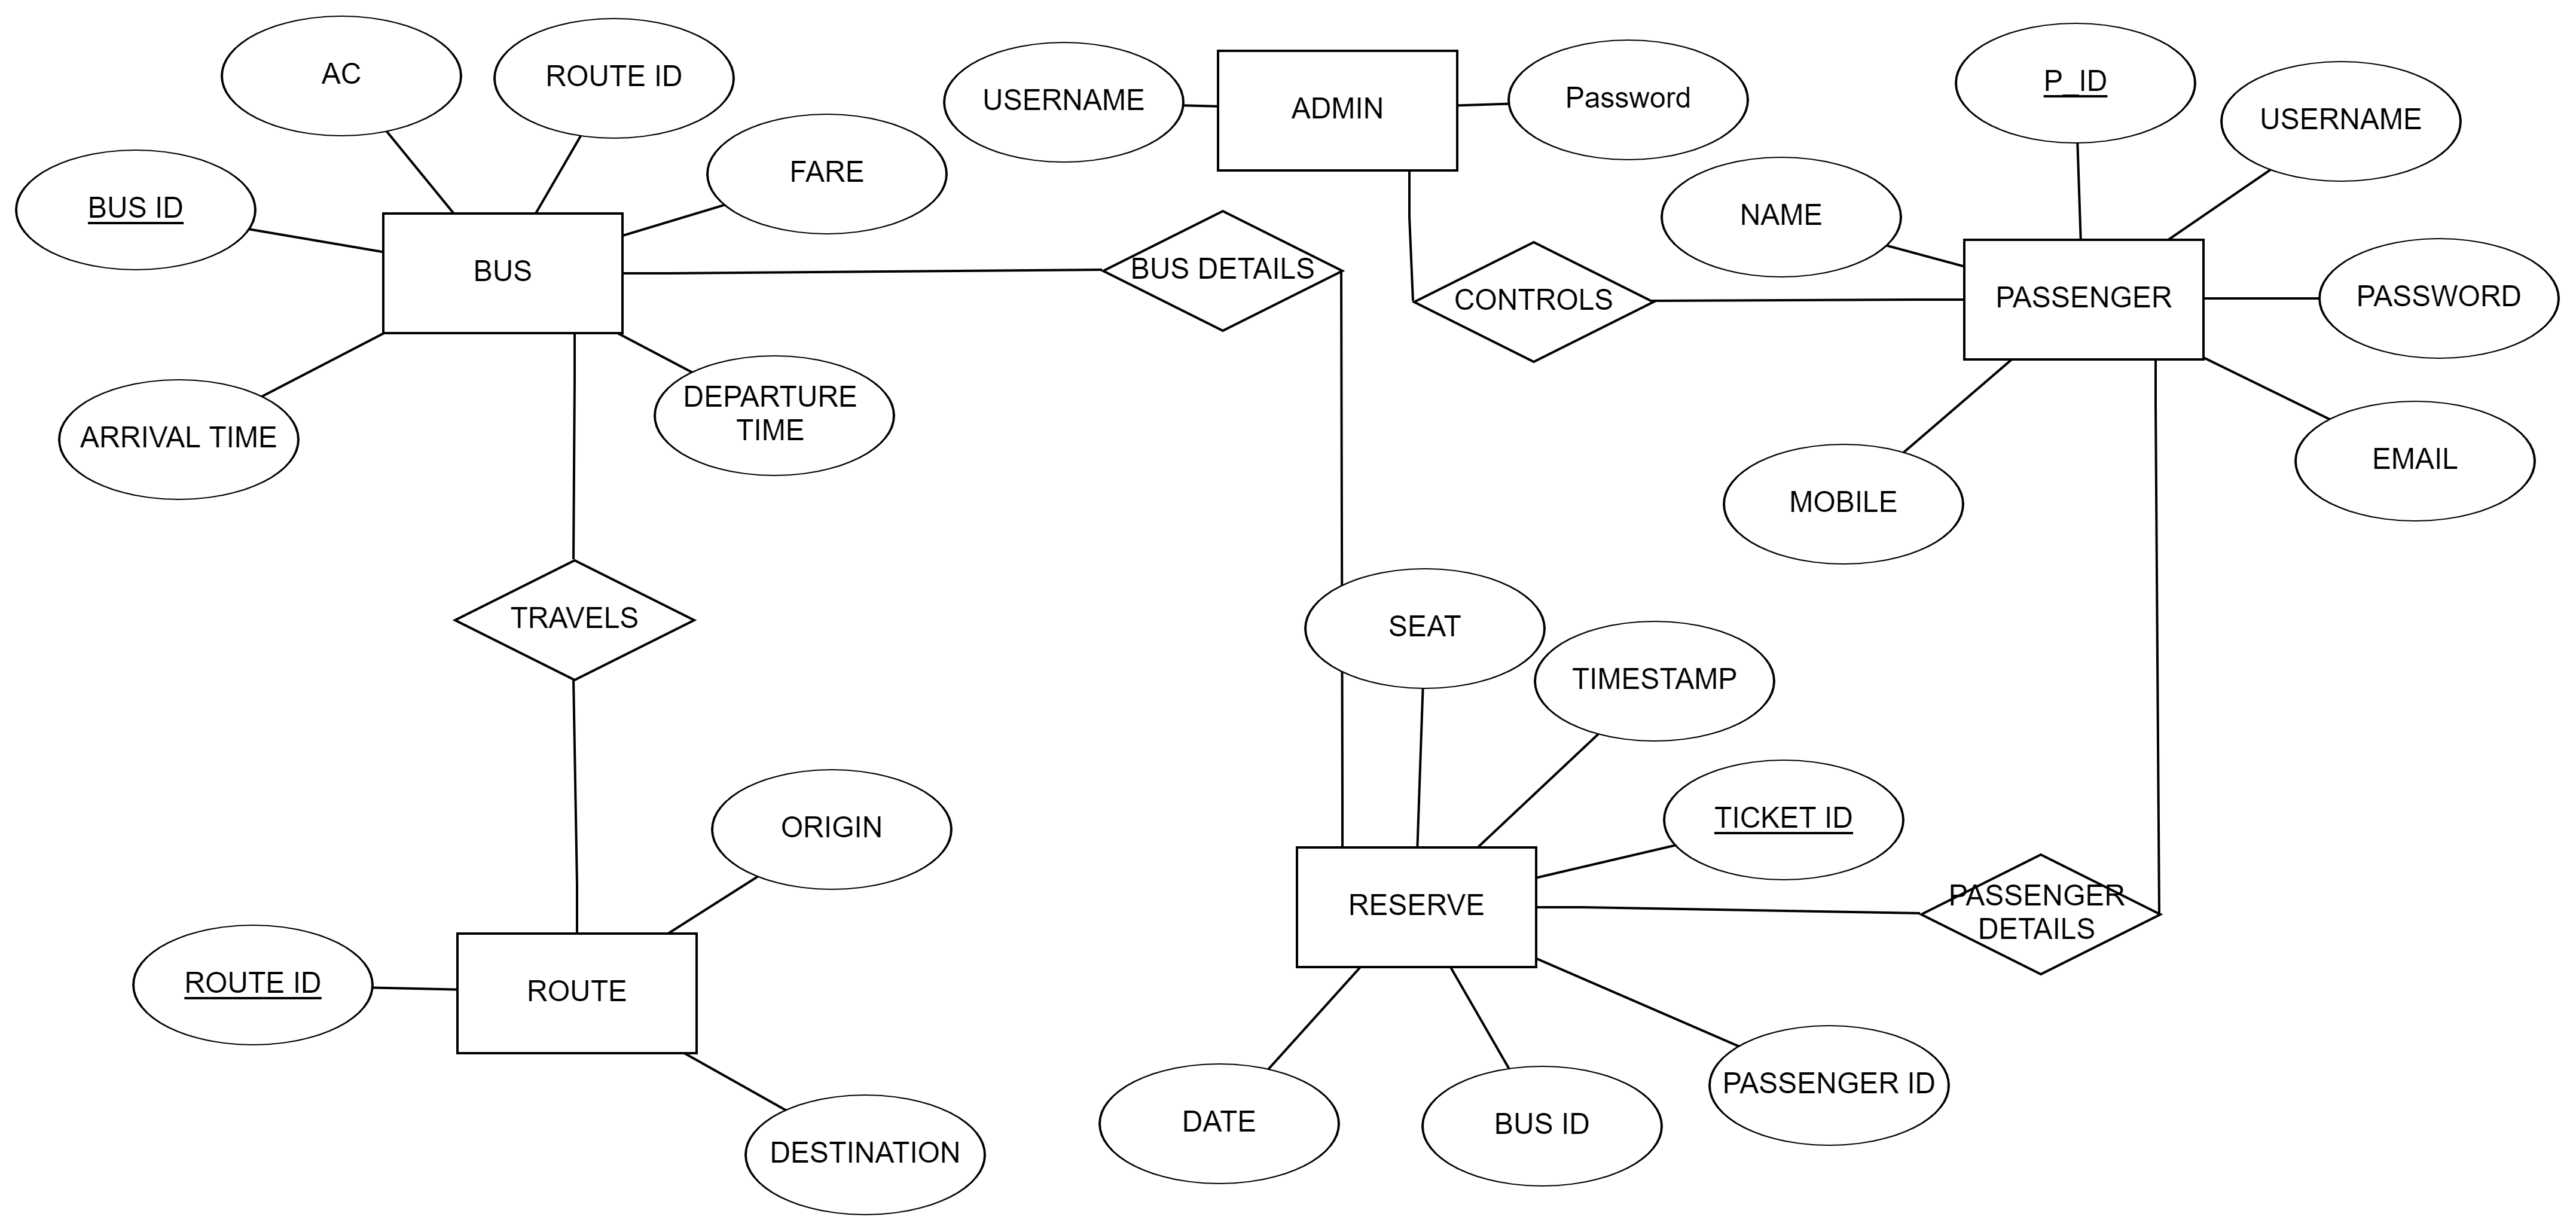 AC
ROUTE ID
USERNAME
ADMIN
Password
P_ID
USERNAME
FARE
BUS ID
NAME
BUS
BUS DETAILS
CONTROLS
PASSENGER
PASSWORD
ARRIVAL TIME
DEPARTURE
TIME
MOBILE
EMAIL
TRAVELS
SEAT
TIMESTAMP
ORIGIN
TICKET ID
RESERVE
PASSENGER
DETAILS
ROUTE ID
ROUTE
DESTINATION
DATE
BUS ID
PASSENGER ID